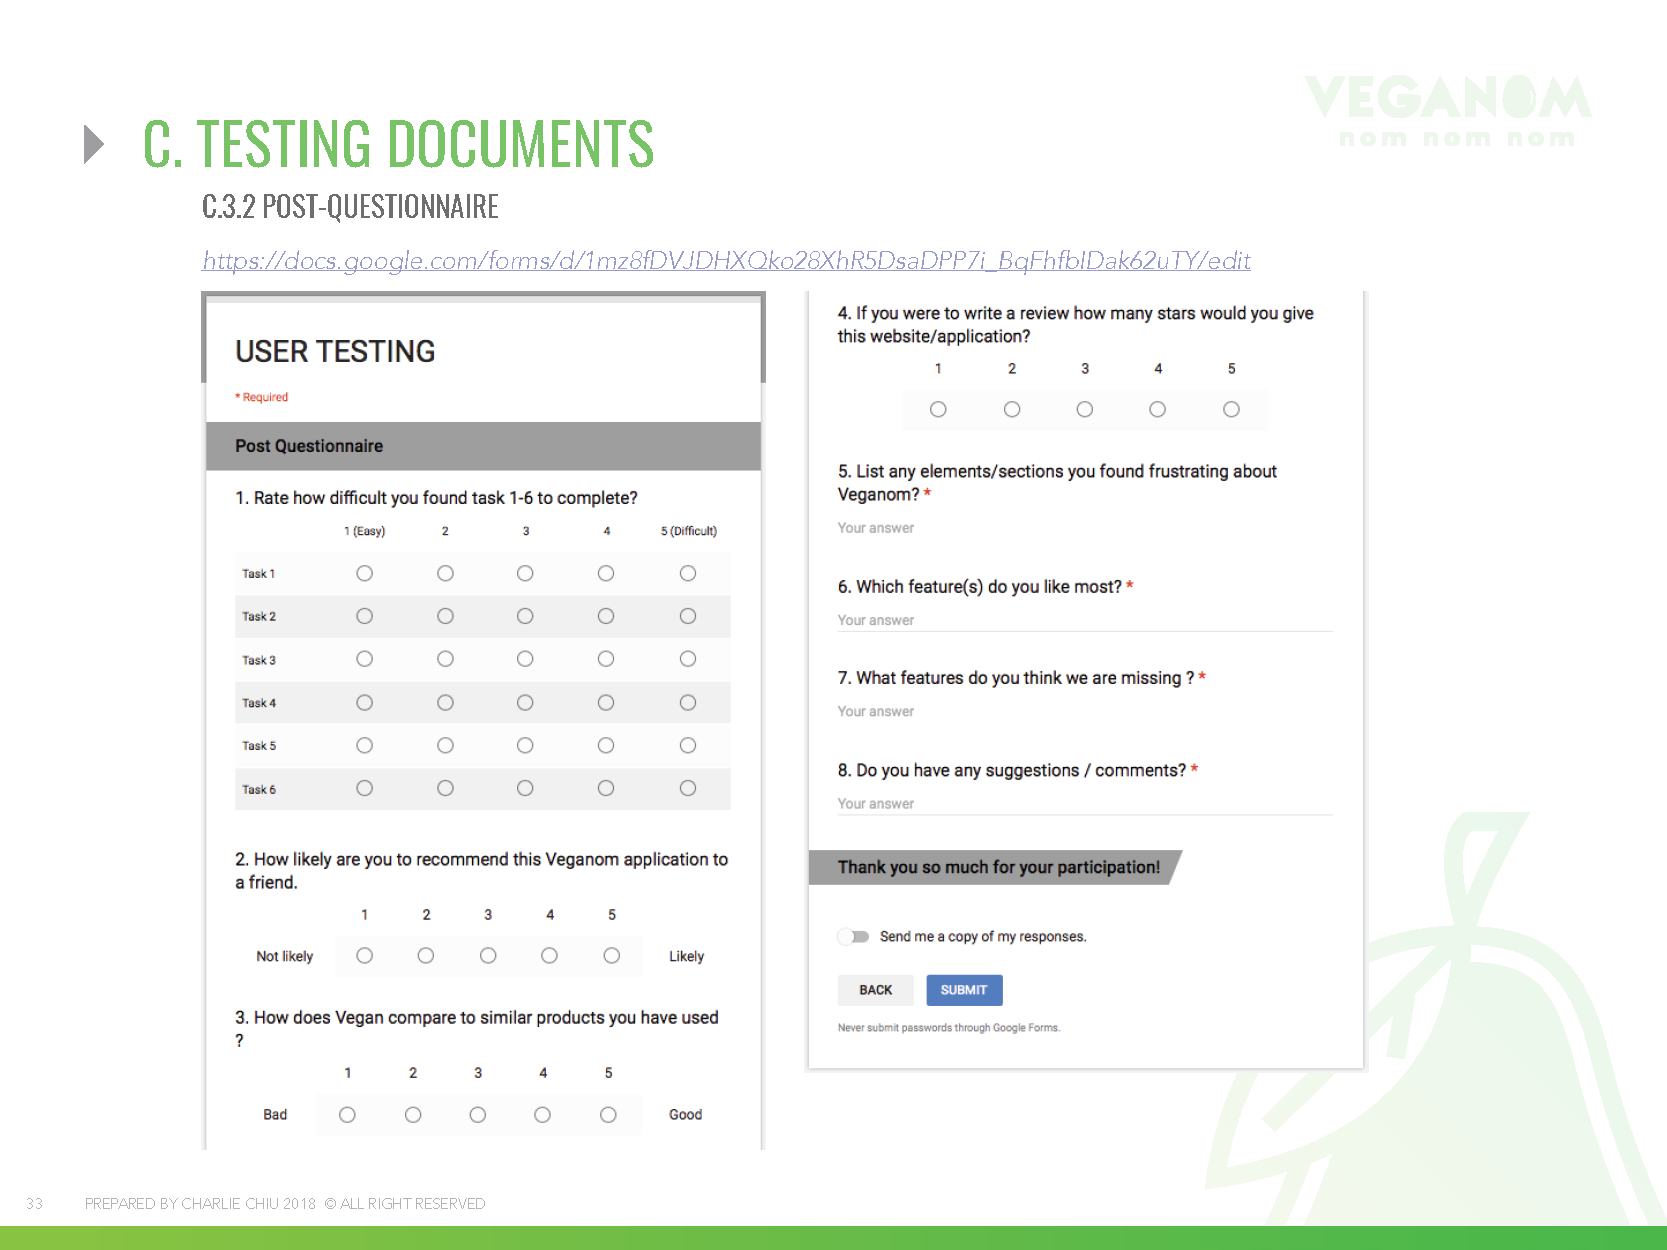 VEGANOM
nom nom nom
C. TESTING DOCUMENTS
C.3.2 POST-QUESTIONNAIRE
https://docs.google.com/forms/d/1mz8fDVJDHXQko28XhR5DsaDPP7i_BqFhfbIDak62uTY/edit
USER TESTING
* Required
Post Questionnaire
1. Rate how difficult you found task 1-6 to complete?
1 (Easy) 2 3 4 5 (Difficult)
Task 1
Task 2
Task 3
Task 4
Task 5
Task 6
2. How likely are you to recommend this Veganom application to
a friend.
1 2 3 4 5
Not likely Likely
3. How does Vegan compare to similar products you have used
?
1 2 3 4 5
Bad Good
4. If you were to write a review how many stars would you give
this website/application?
1 2 3 4 5
5. List any elements/sections you found frustrating about
Veganom? *
Your answer
6. Which feature(s) do you like most? *
Your answer
7. What features do you think we are missing ? *
Your answer
8. Do you have any suggestions / comments? *
Your answer
Thank you so much for your participation!
Send me a copy of my responses.
BACK SUBMIT
Never submit passwords through Google Forms.
33 PREPARED BY CHARLIE CHIU 2018 © ALL RIGHT RESERVED